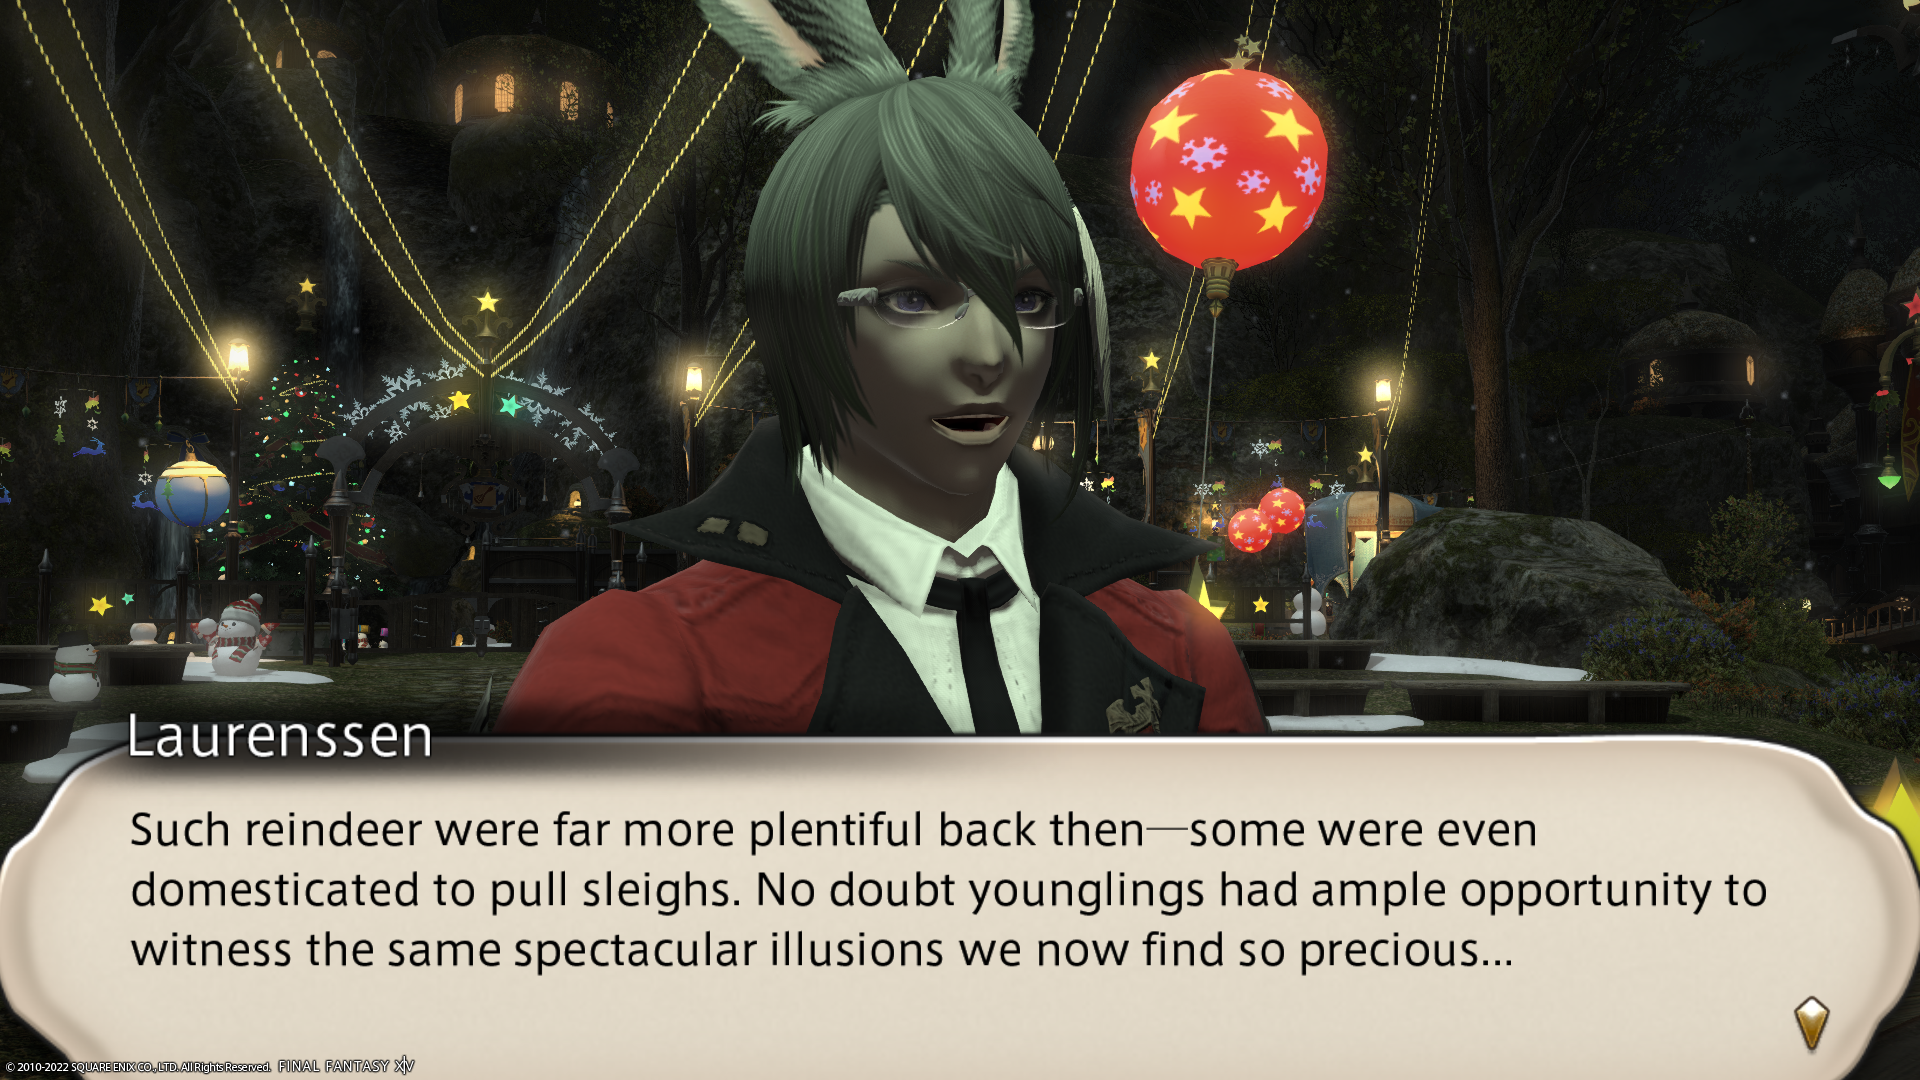 Laurenssen
Such reindeer were far more plentiful back then—some were even
domesticated to pull sleighs. No doubt younglings had ample opportunity to
witness the same spectacular illusions we now find so precious...
© 2010-2022 SQUARE ENIX CO., LTD. All Rights Reserved. FINAL FANTASY XIV